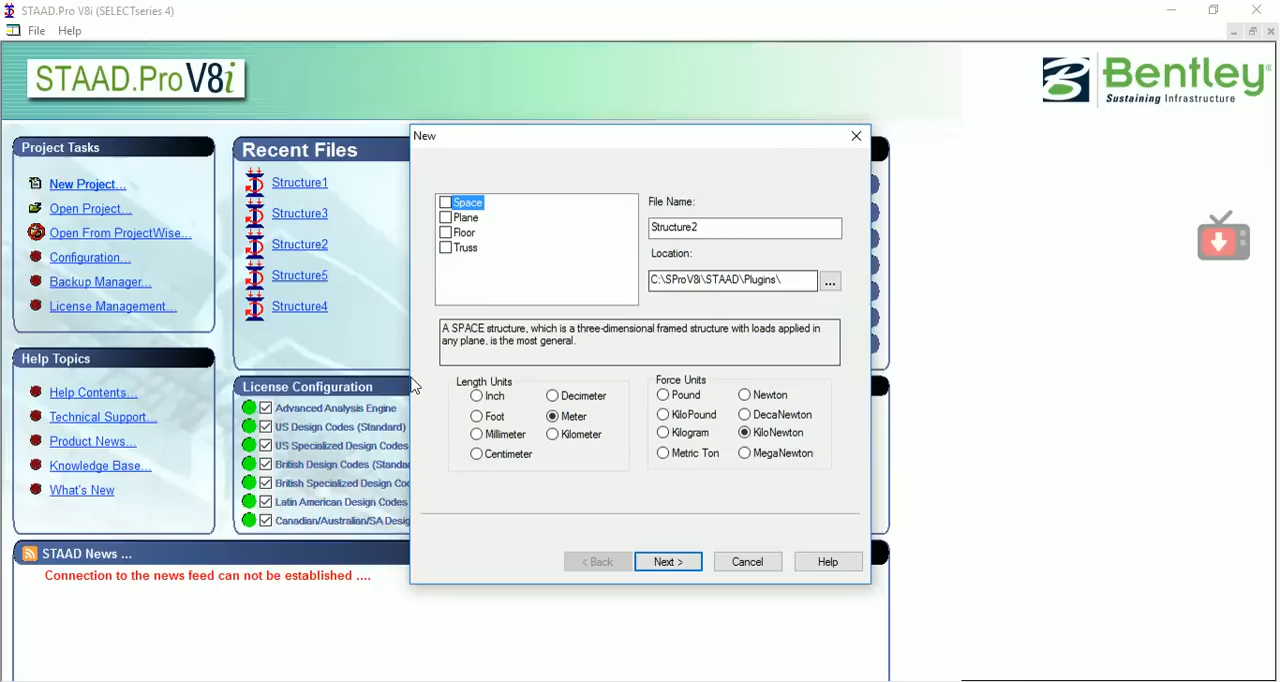 STAAD.Pro V8i (SELECTseries 4)
File Help
STAAD.Pro V8i
Bentley
Sustaining Infrastructure
Project Tasks
New Project...
Open Project...
Open From ProjectWise...
Configuration...
Backup Manager...
License Management...
Help Topics
Help Contents...
Technical Support...
Product News...
Knowledge Base...
What's New
Recent Files
Structure1
Structure3
Structure2
Structure5
Structure4
License Configuration
Advanced Analysis Engine
US Design Codes (Standard)
US Specialized Design Codes
British Design Codes (Standar
British Specialized Design Co
Latin American Design Codes
Canadian/Australian/SA Desig
STAAD News ...
Connection to the news feed can not be established ....
New
Space
Plane
Floor
Truss
File Name:
Structure2
Location:
C:\SProV8i\STAAD\Plugins\
...
A SPACE structure, which is a three-dimensional framed structure with loads applied in
any plane, is the most general.
Length Units
Inch Decimeter
Foot Meter
Millimeter Kilometer
Centimeter
Force Units
Pound Newton
KiloPound DecaNewton
Kilogram KiloNewton
Metric Ton MegaNewton
< Back Next > Cancel Help